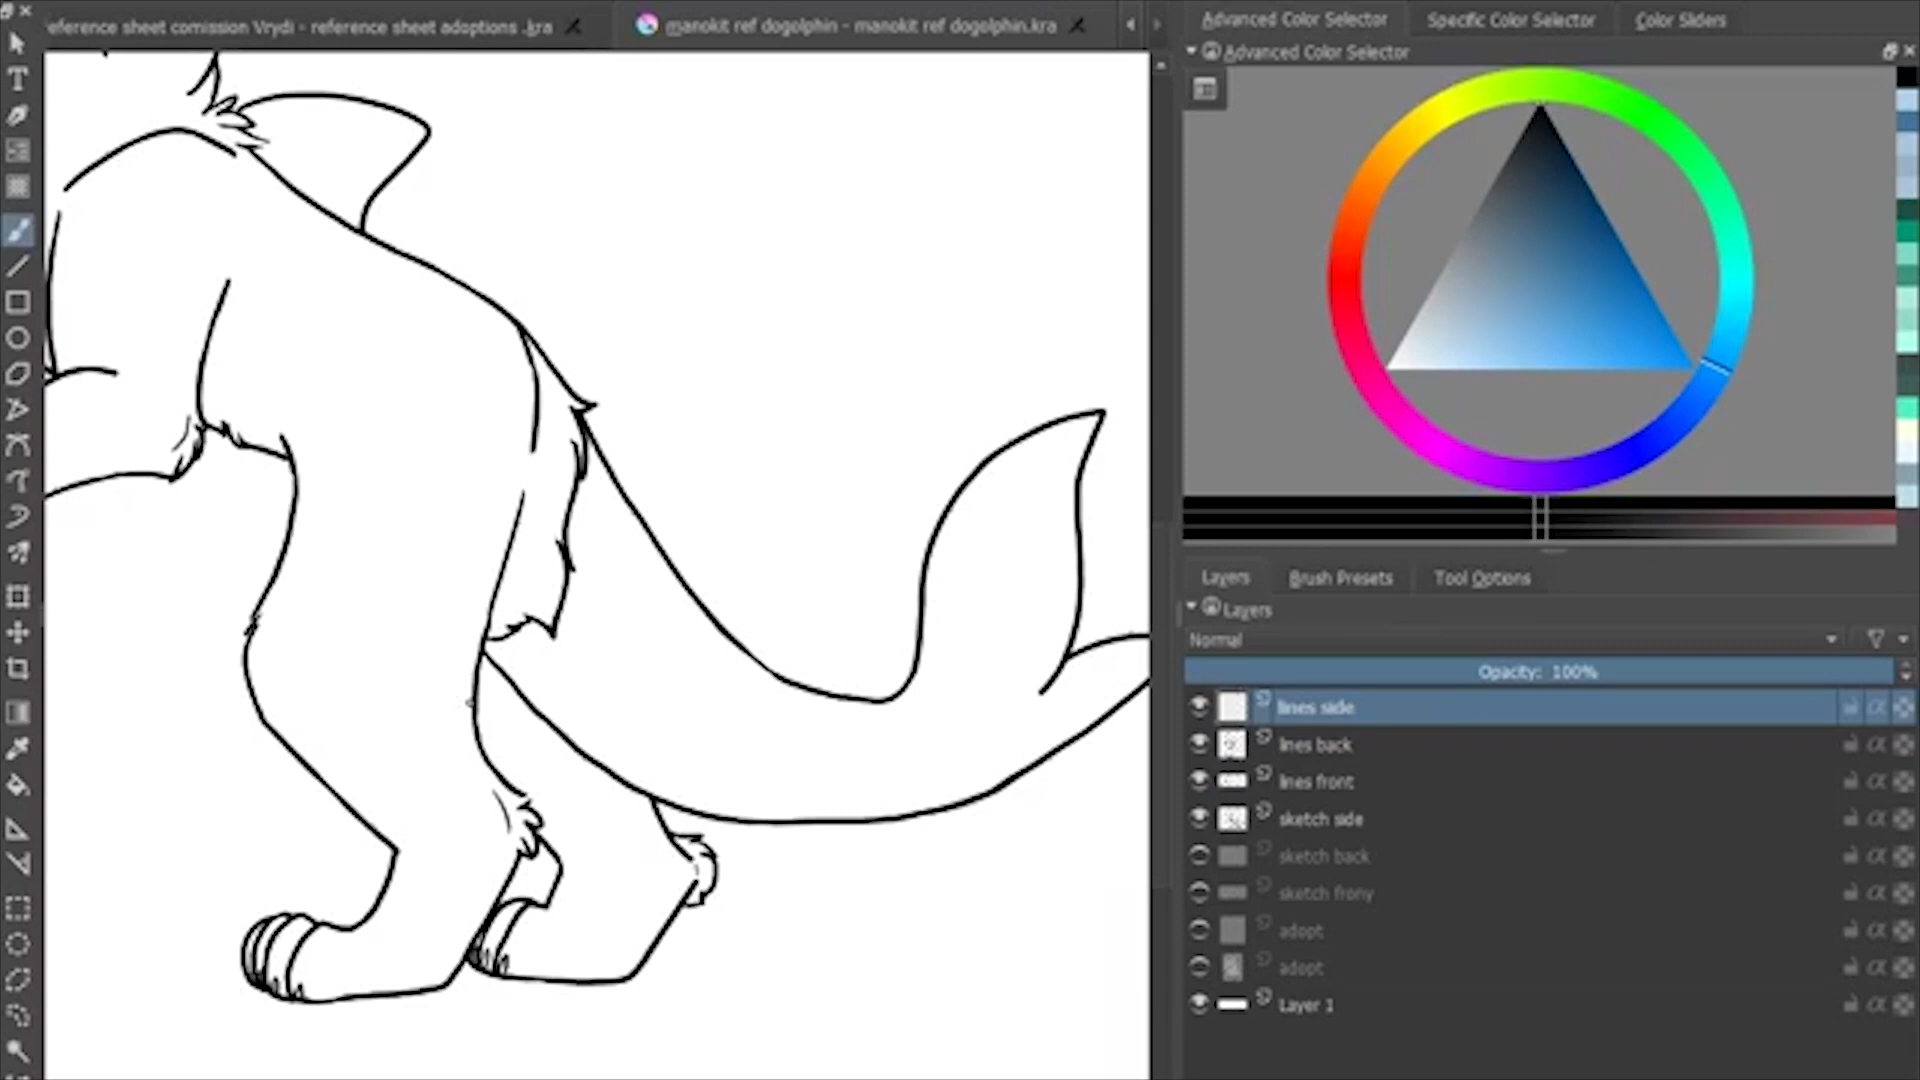 eference sheet comission Vrydi - reference sheet adoptions .kra
manokit ref dogolphin - manokit ref dogolphin.kra
Advanced Color Selector
Specific Color Selector
Color Sliders
Advanced Color Selector
Layers
Brush Presets
Tool Options
Layers
Normal
Opacity: 100%
lines side
lines back
lines front
sketch side
sketch back
sketch frony
adopt
adopt
Layer 1